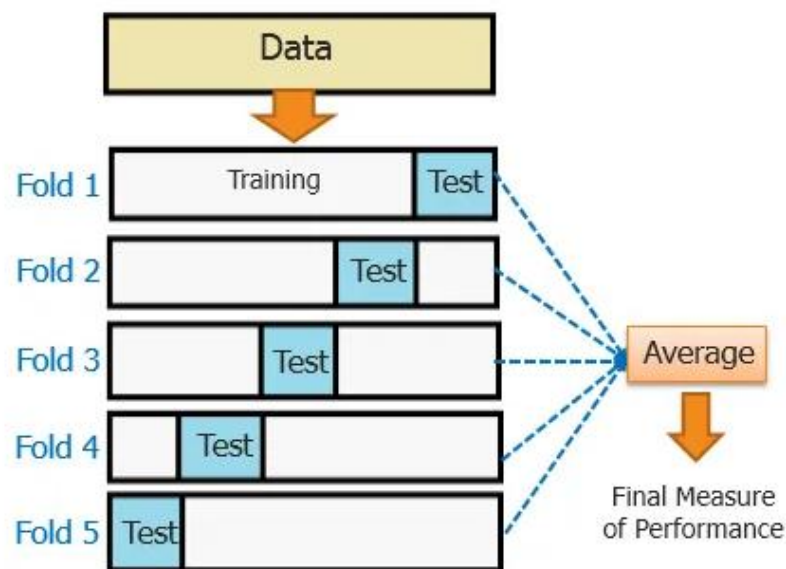 Data
Fold 1 Training Test
Fold 2 Test
Fold 3 Test
Average
Fold 4 Test
Final Measure
of Performance
Fold 5 Test